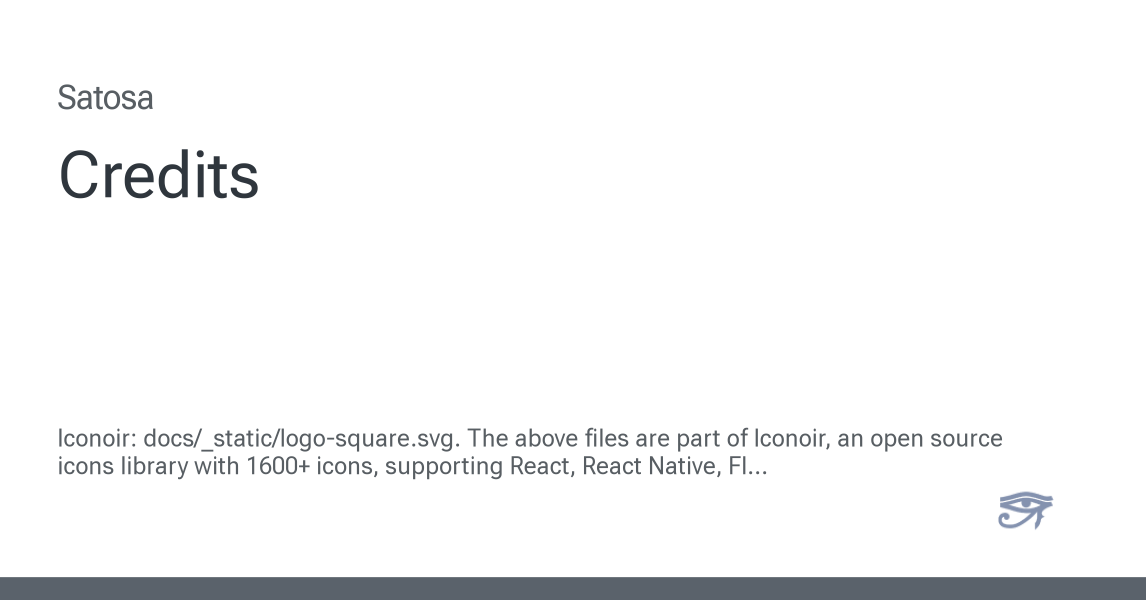 Satosa
Credits
Iconoir: docs/_static/logo-square.svg. The above files are part of Iconoir, an open source
icons library with 1600+ icons, supporting React, React Native, Fl...